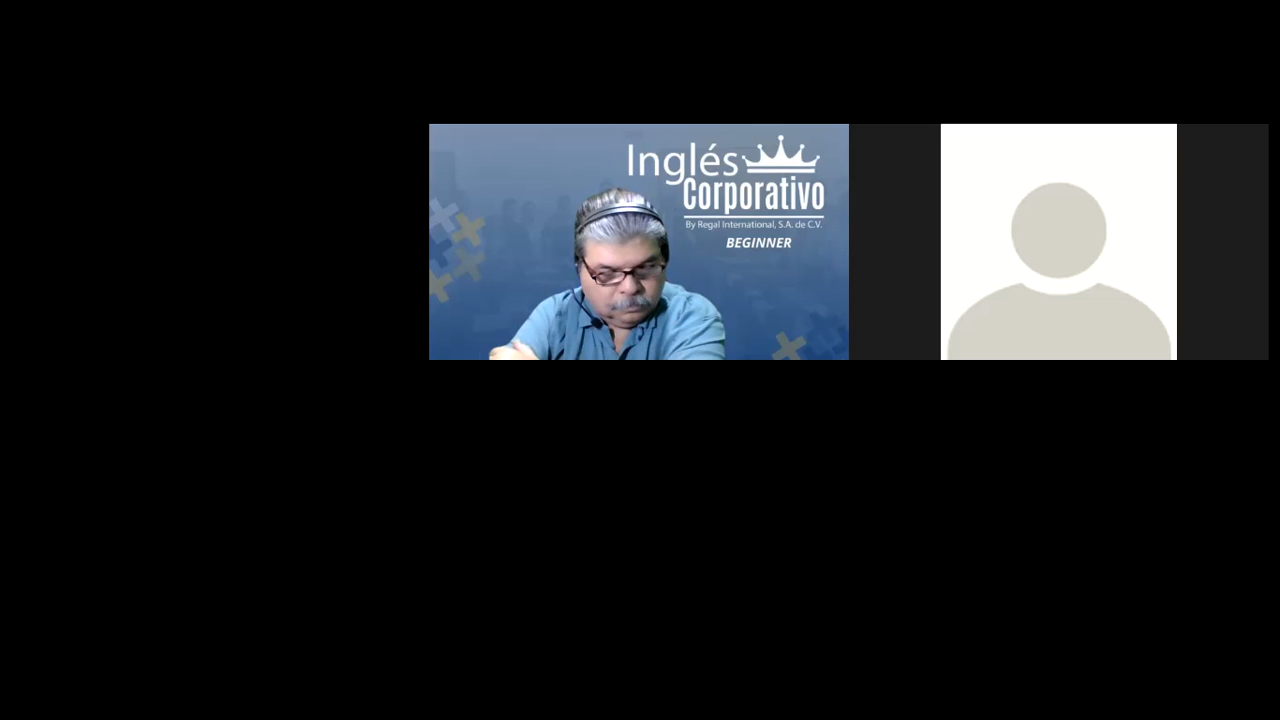 Inglés
Corporativo
By Regal International, S.A. de C.V.
BEGINNER